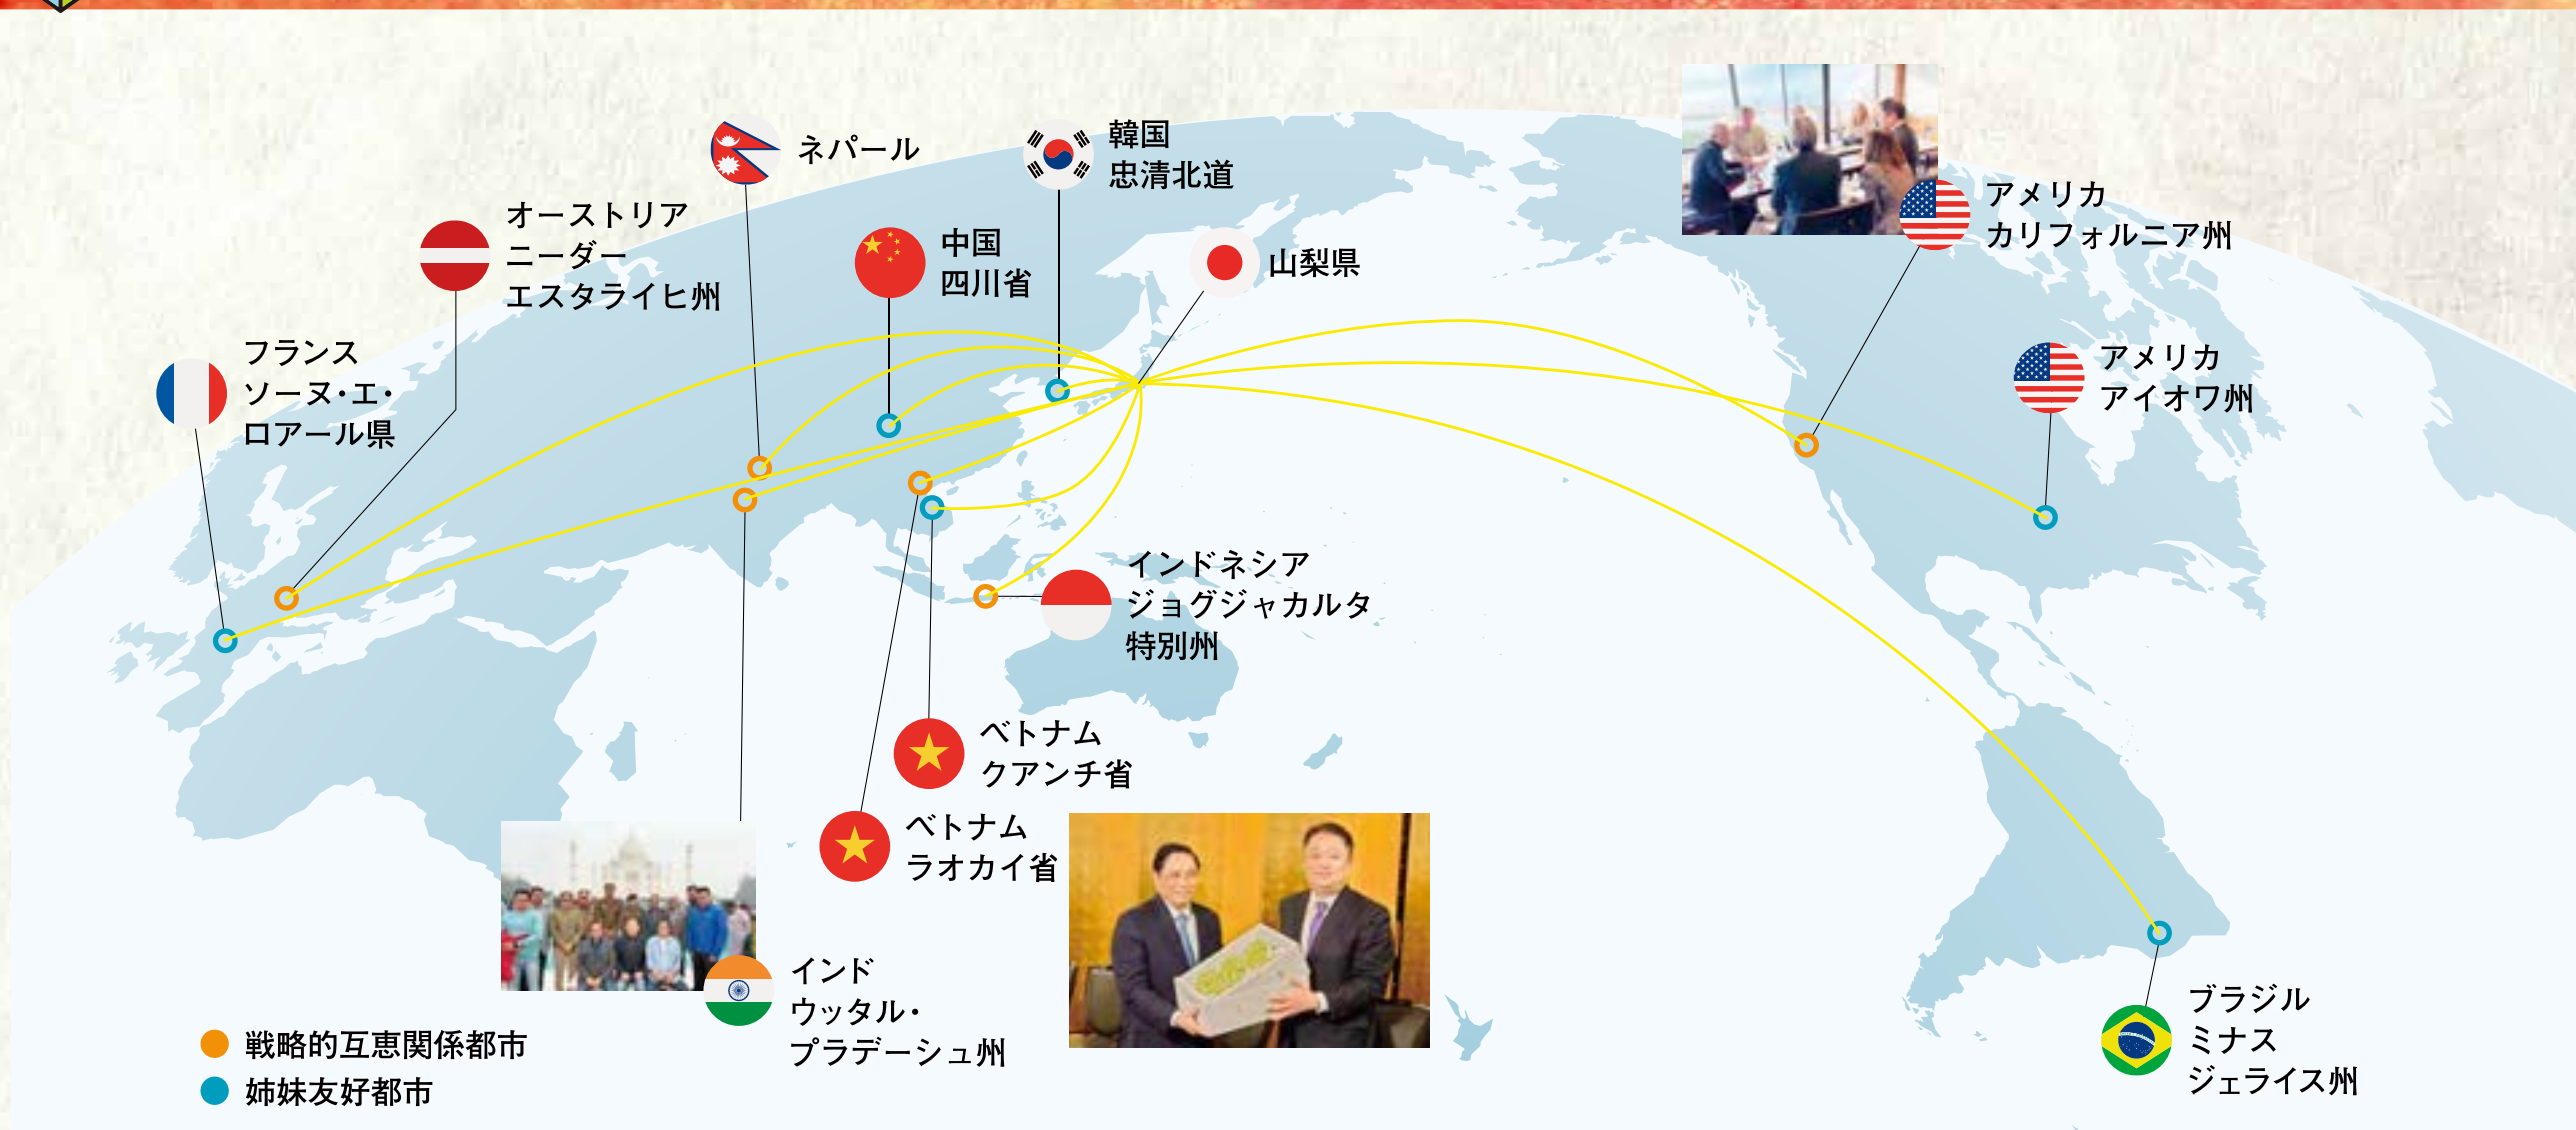 ネパール
韓国
忠清北道
アメリカ
カリフォルニア州
オーストリア
ニーダー
エスタライヒ州
中国
四川省
山梨県
フランス
ソーヌ・エ・
ロアール県
アメリカ
アイオワ州
インドネシア
ジョグジャカルタ
特別州
ベトナム
クアンチ省
ベトナム
ラオカイ省
インド
ウッタル・
プラデーシュ州
ブラジル
ミナス
ジェライス州
戦略的互恵関係都市
姉妹友好都市